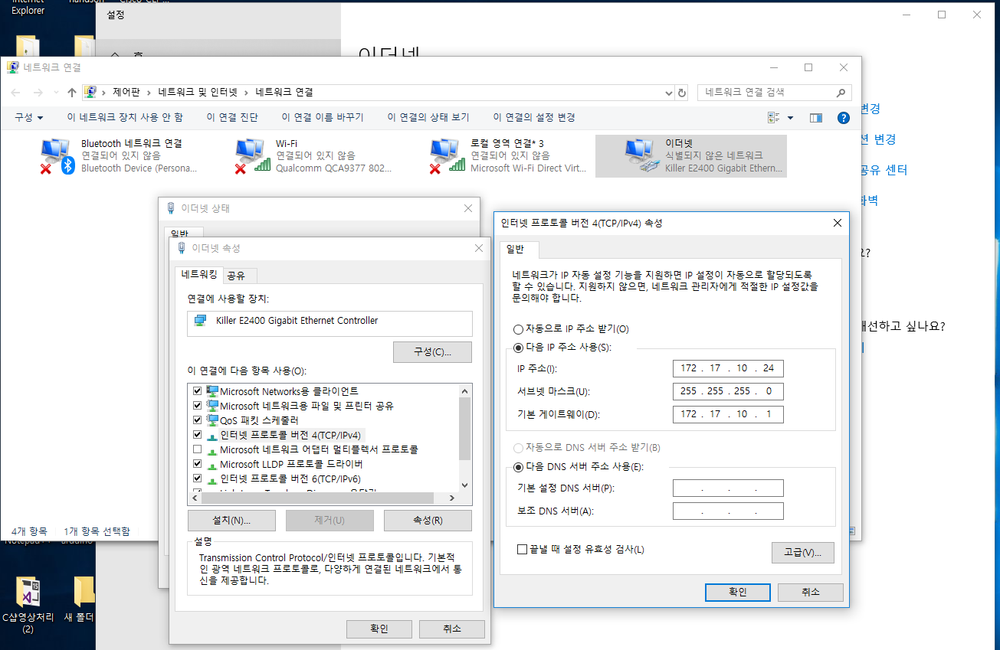 Internet
Explorer
설정
이더넷
네트워크 연결
제어판 › 네트워크 및 인터넷 › 네트워크 연결
네트워크 연결 검색
구성
이 네트워크 장치 사용 안 함
이 연결 진단
이 연결 이름 바꾸기
이 연결의 상태 보기
이 연결의 설정 변경
변경
Bluetooth 네트워크 연결
연결되어 있지 않음
Bluetooth Device (Persona...
Wi-Fi
연결되어 있지 않음
Qualcomm QCA9377 802...
로컬 영역 연결* 3
연결되어 있지 않음
Microsoft Wi-Fi Direct Virt...
이더넷
식별되지 않은 네트워크
Killer E2400 Gigabit Ethern...
변경
공유 센터
이더넷 상태
일반
이더넷 속성
네트워킹
공유
연결에 사용할 장치:
Killer E2400 Gigabit Ethernet Controller
구성(C)...
이 연결에 다음 항목 사용(O):
Microsoft Networks용 클라이언트
Microsoft 네트워크용 파일 및 프린터 공유
QoS 패킷 스케줄러
인터넷 프로토콜 버전 4(TCP/IPv4)
Microsoft 네트워크 어댑터 멀티플렉서 프로토콜
Microsoft LLDP 프로토콜 드라이버
인터넷 프로토콜 버전 6(TCP/IPv6)
설치(N)...
제거(U)
속성(R)
설명
Transmission Control Protocol/인터넷 프로토콜입니다. 기본적
인 광역 네트워크 프로토콜로, 다양하게 연결된 네트워크에서 통
신을 제공합니다.
확인
취소
인터넷 프로토콜 버전 4(TCP/IPv4) 속성
일반
네트워크가 IP 자동 설정 기능을 지원하면 IP 설정이 자동으로 할당되도록
할 수 있습니다. 지원하지 않으면, 네트워크 관리자에게 적절한 IP 설정값을
문의해야 합니다.
자동으로 IP 주소 받기(O)
다음 IP 주소 사용(S):
IP 주소(I):
172 . 17 . 10 . 24
서브넷 마스크(U):
255 . 255 . 255 . 0
기본 게이트웨이(D):
172 . 17 . 10 . 1
자동으로 DNS 서버 주소 받기(B)
다음 DNS 서버 주소 사용(E):
기본 설정 DNS 서버(P):
. . .
보조 DNS 서버(A):
. . .
끝낼 때 설정 유효성 검사(L)
고급(V)...
확인
취소
개선하고 싶나요?
4개 항목
1개 항목 선택함
Notepad++
arduino
C샵영상처리
(2)
새 폴더